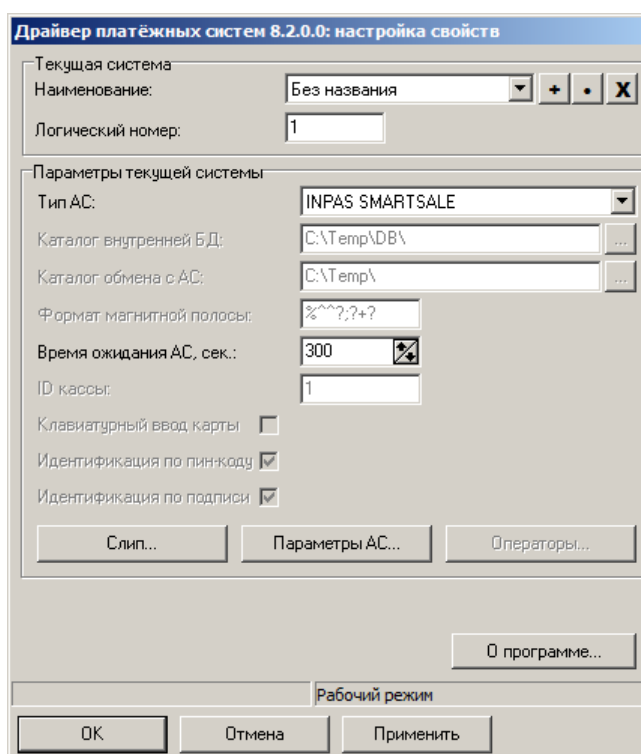 Драйвер платёжных систем 8.2.0.0: настройка свойств
Текущая система
Наименование: Без названия + • X
Логический номер: 1
Параметры текущей системы
Тип АС: INPAS SMARTSALE
Каталог внутренней БД: C:\Temp\DB\ ...
Каталог обмена с АС: C:\Temp\ ...
Формат магнитной полосы: %^^?;?+?
Время ожидания АС, сек.: 300
ID кассы: 1
Клавиатурный ввод карты
Идентификация по пин-коду
Идентификация по подписи
Слип... Параметры АС... Операторы...
О программе...
Рабочий режим
OK Отмена Применить